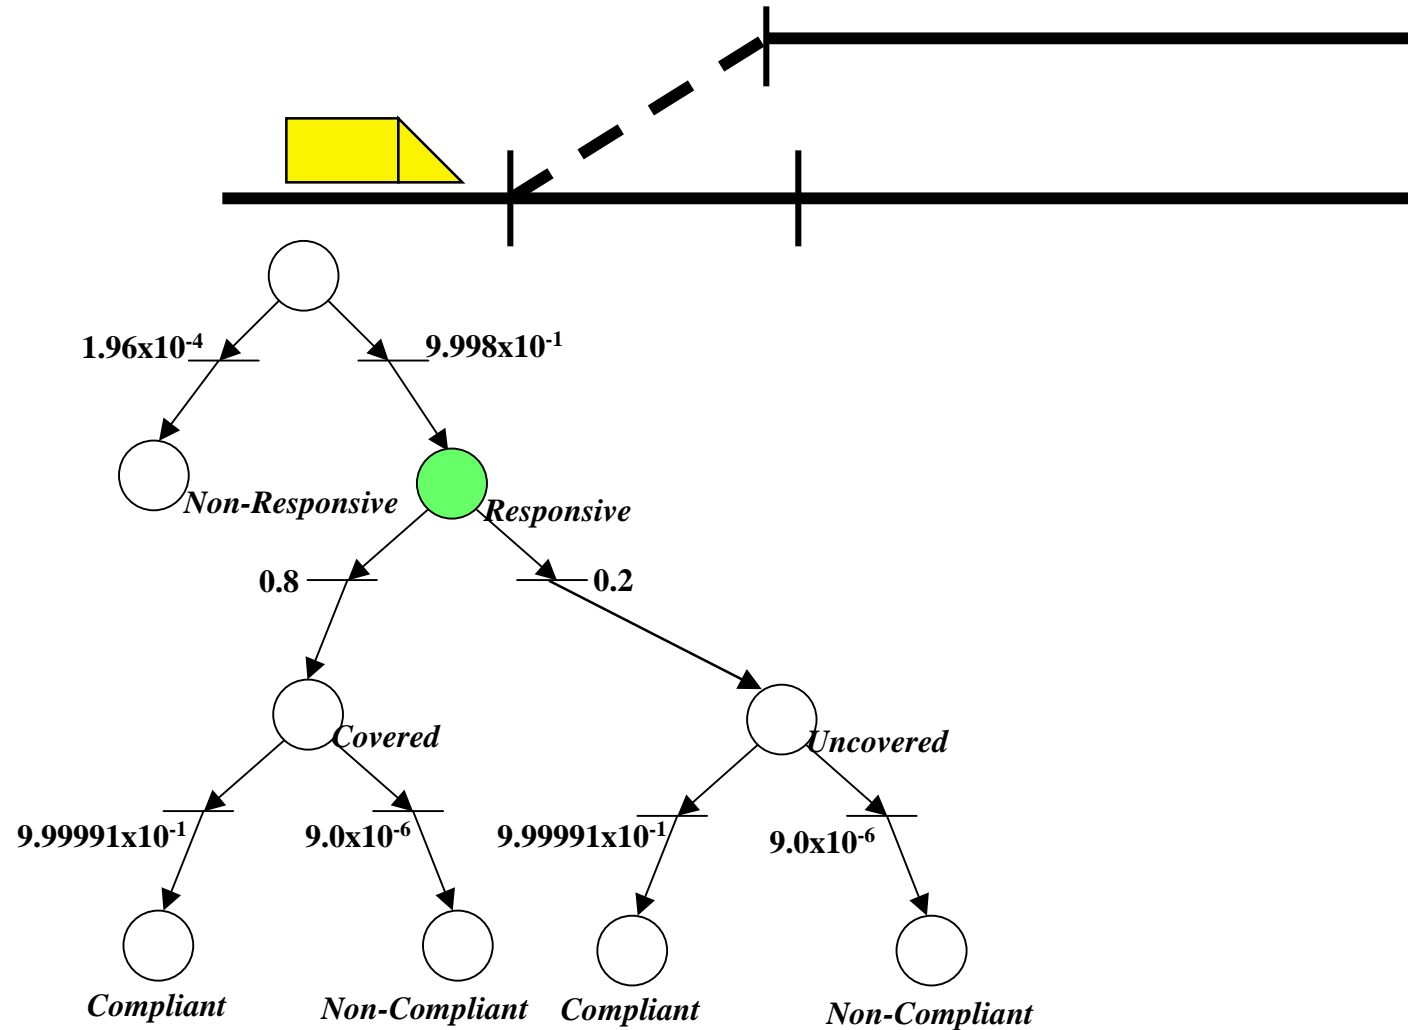 1.96x10-4
9.998x10-1
Non-Responsive
Responsive
0.8
0.2
Covered
Uncovered
9.99991x10-1
9.0x10-6
9.99991x10-1
9.0x10-6
Compliant
Non-Compliant
Compliant
Non-Compliant